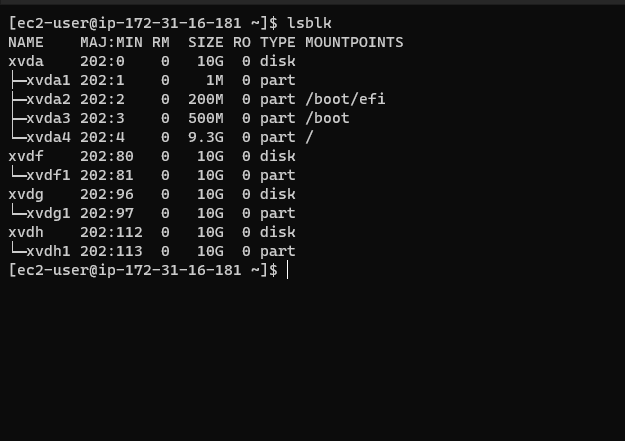 [ec2-user@ip-172-31-16-181 ~]$ lsblk
NAME    MAJ:MIN RM  SIZE RO TYPE MOUNTPOINTS
xvda    202:0    0   10G  0 disk
├─xvda1 202:1    0    1M  0 part
├─xvda2 202:2    0  200M  0 part /boot/efi
├─xvda3 202:3    0  500M  0 part /boot
└─xvda4 202:4    0  9.3G  0 part /
xvdf    202:80   0   10G  0 disk
└─xvdf1 202:81   0   10G  0 part
xvdg    202:96   0   10G  0 disk
└─xvdg1 202:97   0   10G  0 part
xvdh    202:112  0   10G  0 disk
└─xvdh1 202:113  0   10G  0 part
[ec2-user@ip-172-31-16-181 ~]$